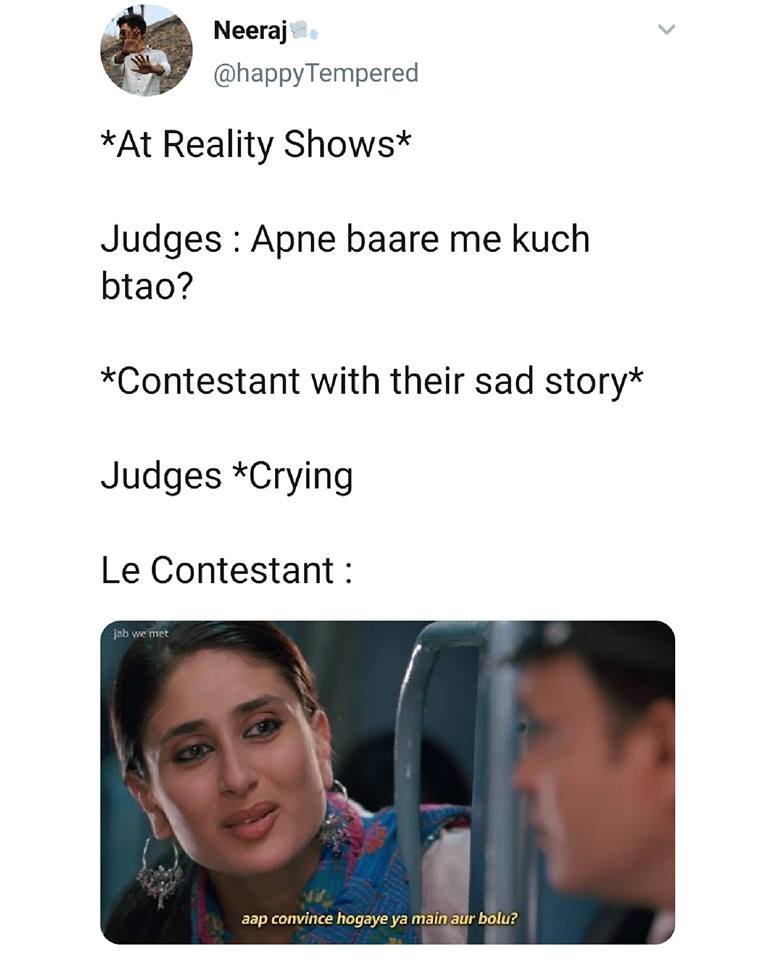 Neeraj
@happyTempered
*At Reality Shows*
Judges : Apne baare me kuch
btao?
*Contestant with their sad story*
Judges *Crying
Le Contestant :
jab we met
aap convince hogaye ya main aur bolu?